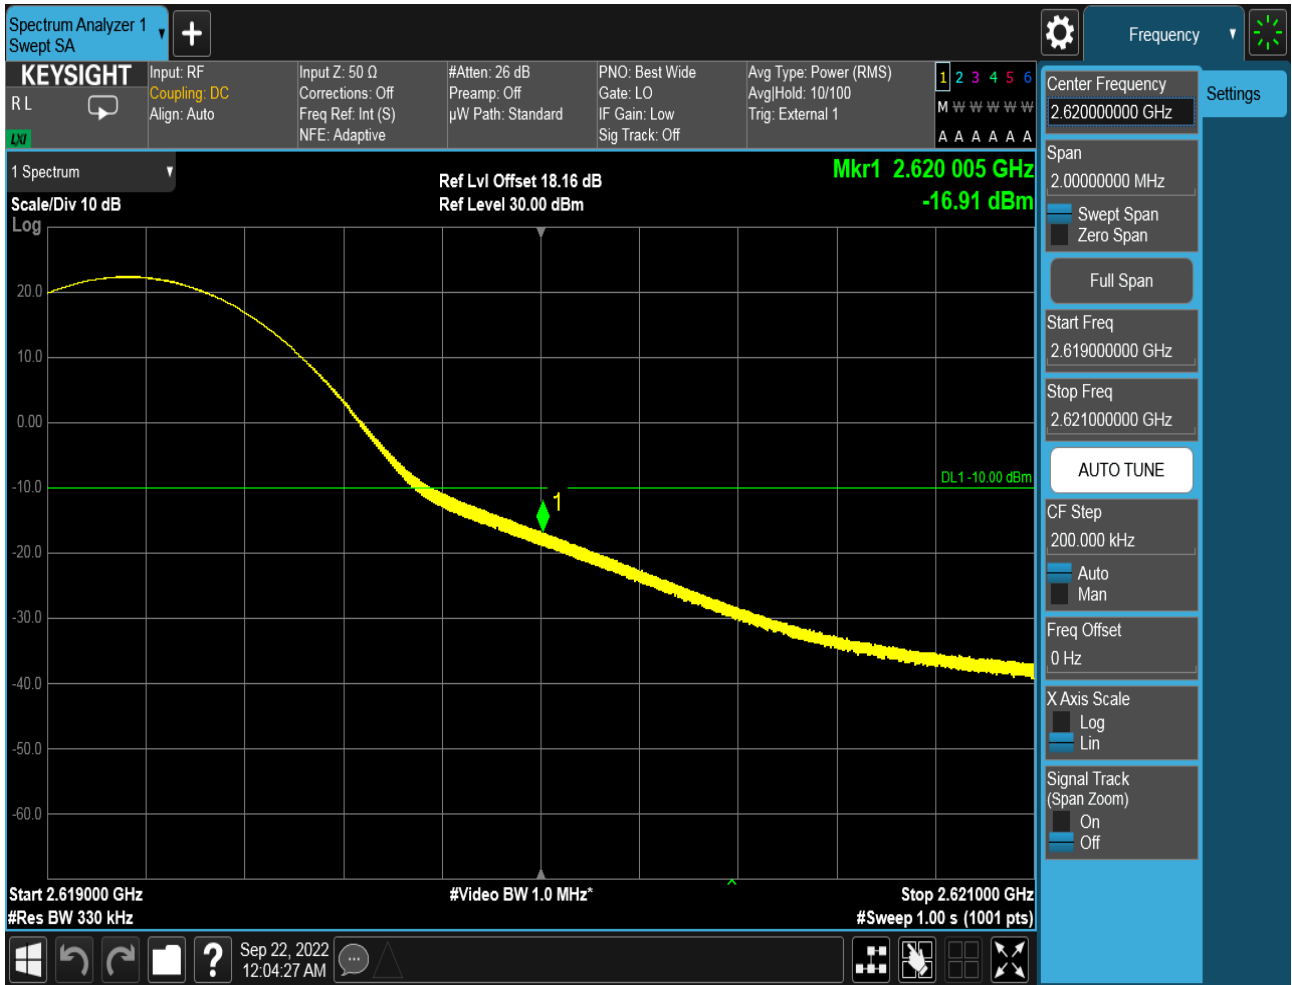 Spectrum Analyzer 1
Swept SA
Frequency
KEYSIGHT
R L
LXI
Input: RF
Coupling: DC
Align: Auto
Input Z: 50 Ω
Corrections: Off
Freq Ref: Int (S)
NFE: Adaptive
#Atten: 26 dB
Preamp: Off
µW Path: Standard
PNO: Best Wide
Gate: LO
IF Gain: Low
Sig Track: Off
Avg Type: Power (RMS)
Avg|Hold: 10/100
Trig: External 1
1 2 3 4 5 6
M W W W W W
A A A A A A
1 Spectrum
Scale/Div 10 dB
Log
Ref Lvl Offset 18.16 dB
Ref Level 30.00 dBm
Mkr1 2.620 005 GHz
-16.91 dBm
20.0
10.0
0.00
-10.0
-20.0
-30.0
-40.0
-50.0
-60.0
DL1 -10.00 dBm
1
Start 2.619000 GHz
#Res BW 330 kHz
#Video BW 1.0 MHz*
Stop 2.621000 GHz
#Sweep 1.00 s (1001 pts)
Center Frequency
2.620000000 GHz
Span
2.00000000 MHz
Swept Span
Zero Span
Full Span
Start Freq
2.619000000 GHz
Stop Freq
2.621000000 GHz
AUTO TUNE
CF Step
200.000 kHz
Auto
Man
Freq Offset
0 Hz
X Axis Scale
Log
Lin
Signal Track
(Span Zoom)
On
Off
Settings
?
Sep 22, 2022
12:04:27 AM